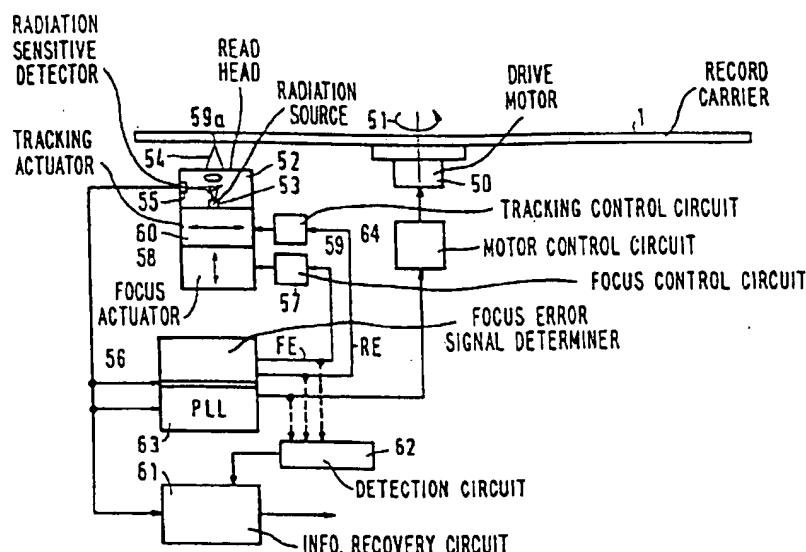 RADIATION
SENSITIVE
DETECTOR
READ
HEAD
RADIATION
SOURCE
DRIVE
MOTOR
RECORD
CARRIER
59a
51
1
TRACKING
ACTUATOR
54
52
53
50
55
TRACKING CONTROL CIRCUIT
60
59
64
MOTOR CONTROL CIRCUIT
58
FOCUS CONTROL CIRCUIT
FOCUS
ACTUATOR
57
FOCUS ERROR
SIGNAL DETERMINER
56
FE
RE
PLL
63
62
61
DETECTION CIRCUIT
INFO. RECOVERY CIRCUIT